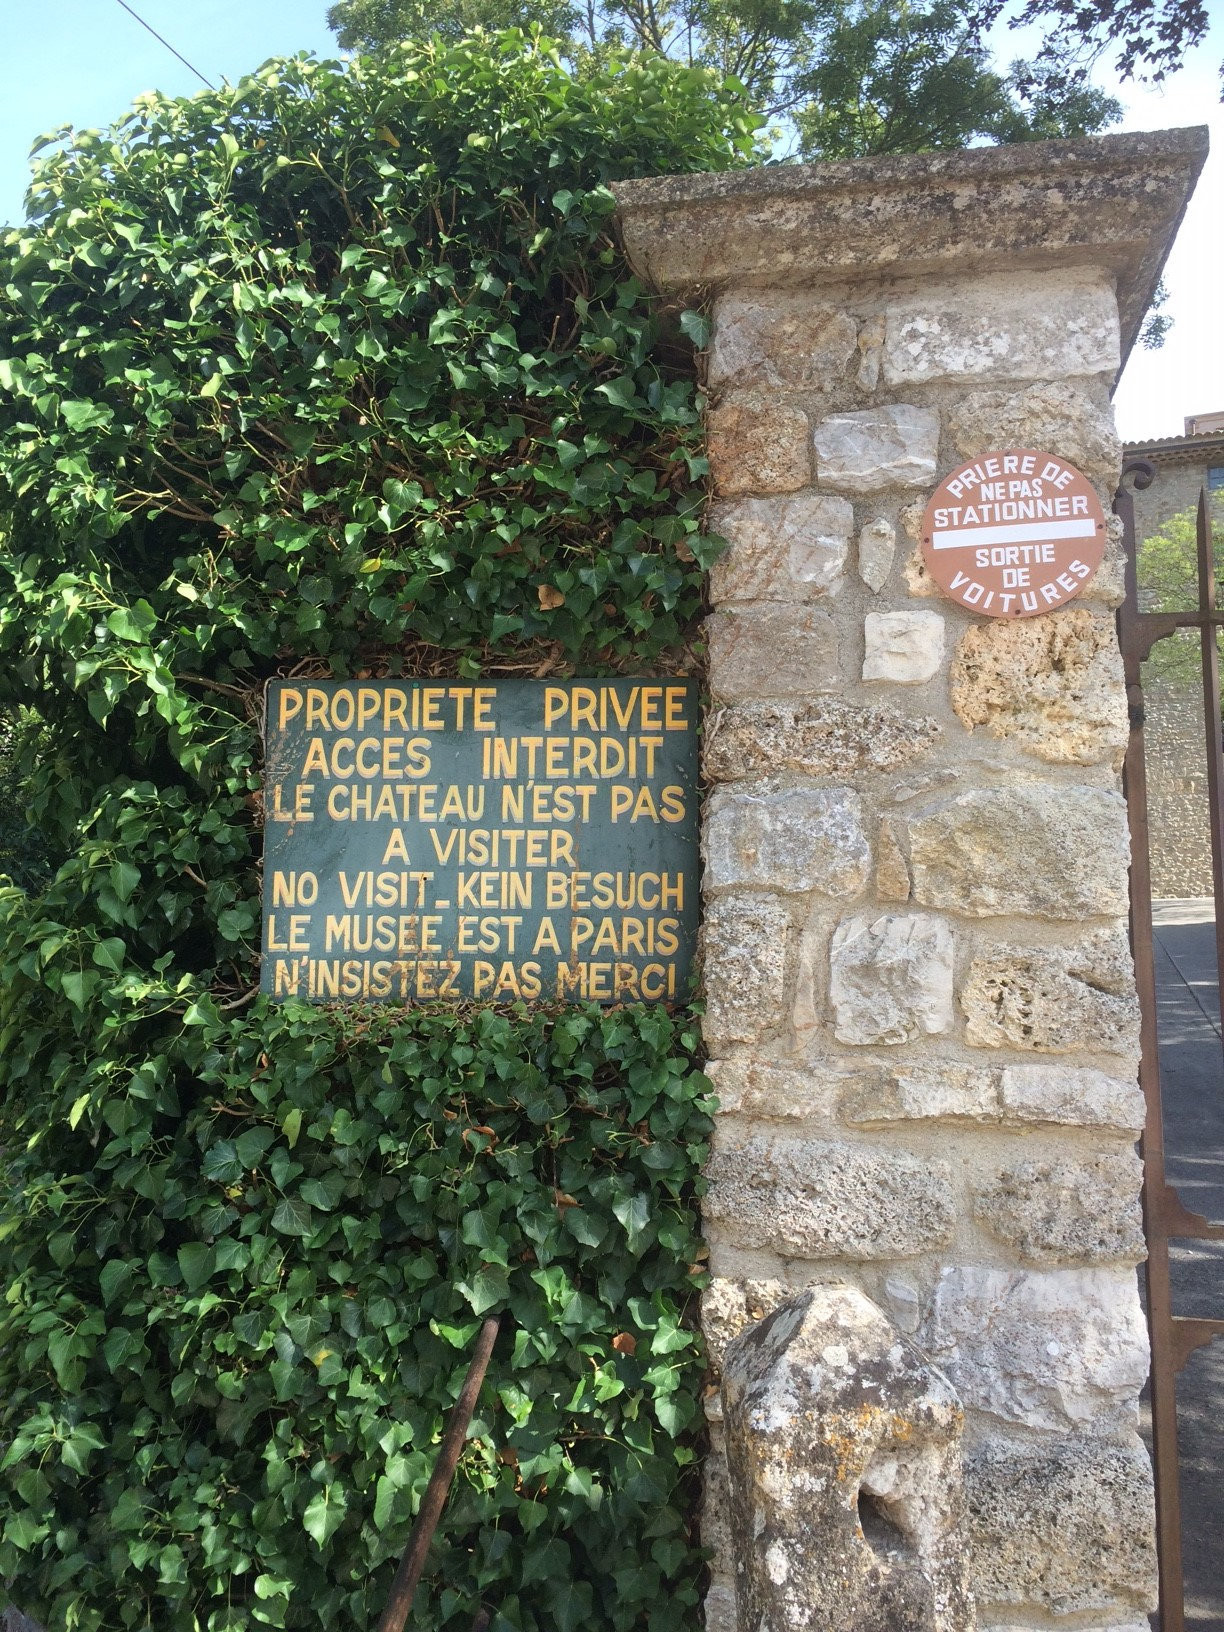 PRIERE DE
NE PAS
STATIONNER
SORTIE
DE
VOITURES
PROPRIETE PRIVEE
ACCES INTERDIT
LE CHATEAU N'EST PAS
A VISITER
NO VISIT_KEIN BESUCH
LE MUSEE EST A PARIS
N'INSISTEZ PAS MERCI